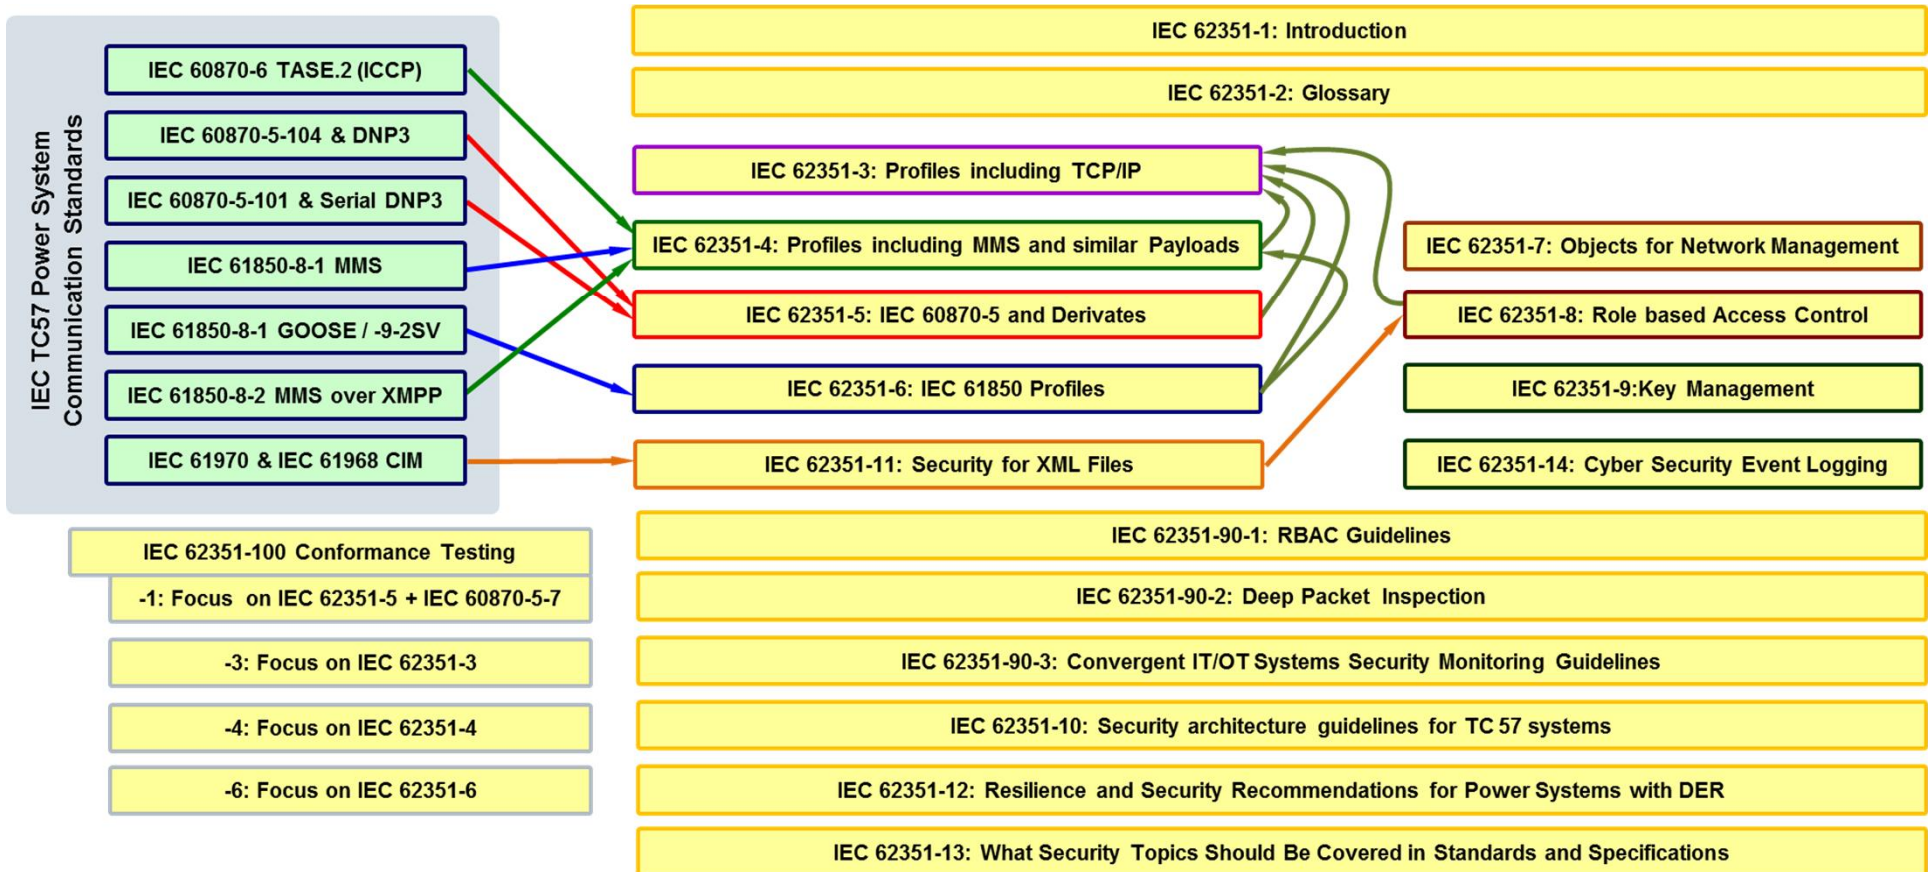 IEC TC57 Power System
Communication Standards
IEC 60870-6 TASE.2 (ICCP)
IEC 60870-5-104 & DNP3
IEC 60870-5-101 & Serial DNP3
IEC 61850-8-1 MMS
IEC 61850-8-1 GOOSE / -9-2SV
IEC 61850-8-2 MMS over XMPP
IEC 61970 & IEC 61968 CIM
IEC 62351-100 Conformance Testing
-1: Focus on IEC 62351-5 + IEC 60870-5-7
-3: Focus on IEC 62351-3
-4: Focus on IEC 62351-4
-6: Focus on IEC 62351-6
IEC 62351-1: Introduction
IEC 62351-2: Glossary
IEC 62351-3: Profiles including TCP/IP
IEC 62351-4: Profiles including MMS and similar Payloads
IEC 62351-5: IEC 60870-5 and Derivates
IEC 62351-6: IEC 61850 Profiles
IEC 62351-11: Security for XML Files
IEC 62351-7: Objects for Network Management
IEC 62351-8: Role based Access Control
IEC 62351-9:Key Management
IEC 62351-14: Cyber Security Event Logging
IEC 62351-90-1: RBAC Guidelines
IEC 62351-90-2: Deep Packet Inspection
IEC 62351-90-3: Convergent IT/OT Systems Security Monitoring Guidelines
IEC 62351-10: Security architecture guidelines for TC 57 systems
IEC 62351-12: Resilience and Security Recommendations for Power Systems with DER
IEC 62351-13: What Security Topics Should Be Covered in Standards and Specifications